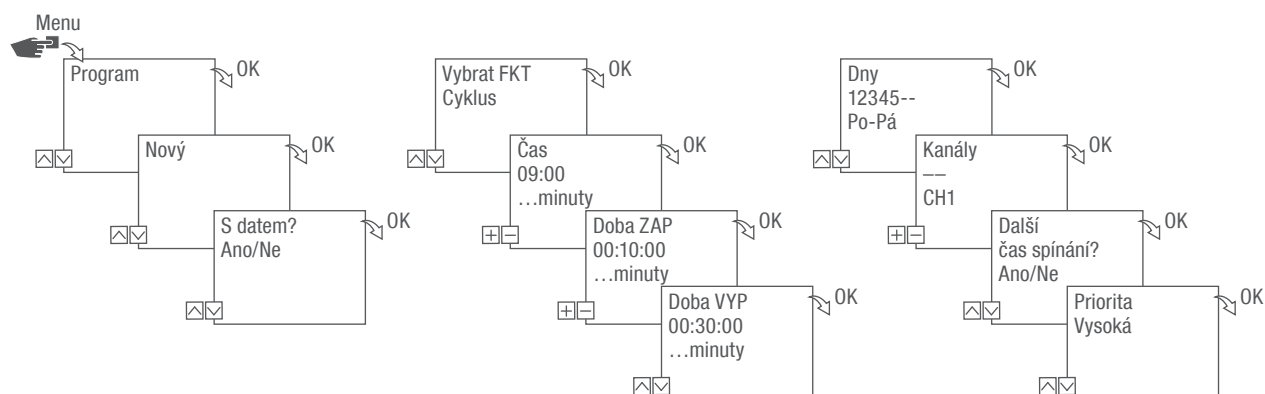 Menu
Program
OK
Nový
OK
S datem?
Ano/Ne
OK
Vybrat FKT
Cyklus
OK
Čas
09:00
…minuty
OK
Doba ZAP
00:10:00
…minuty
OK
Doba VYP
00:30:00
…minuty
OK
Dny
12345--
Po-Pá
OK
Kanály
––
CH1
OK
Další
čas spínání?
Ano/Ne
OK
Priorita
Vysoká
OK